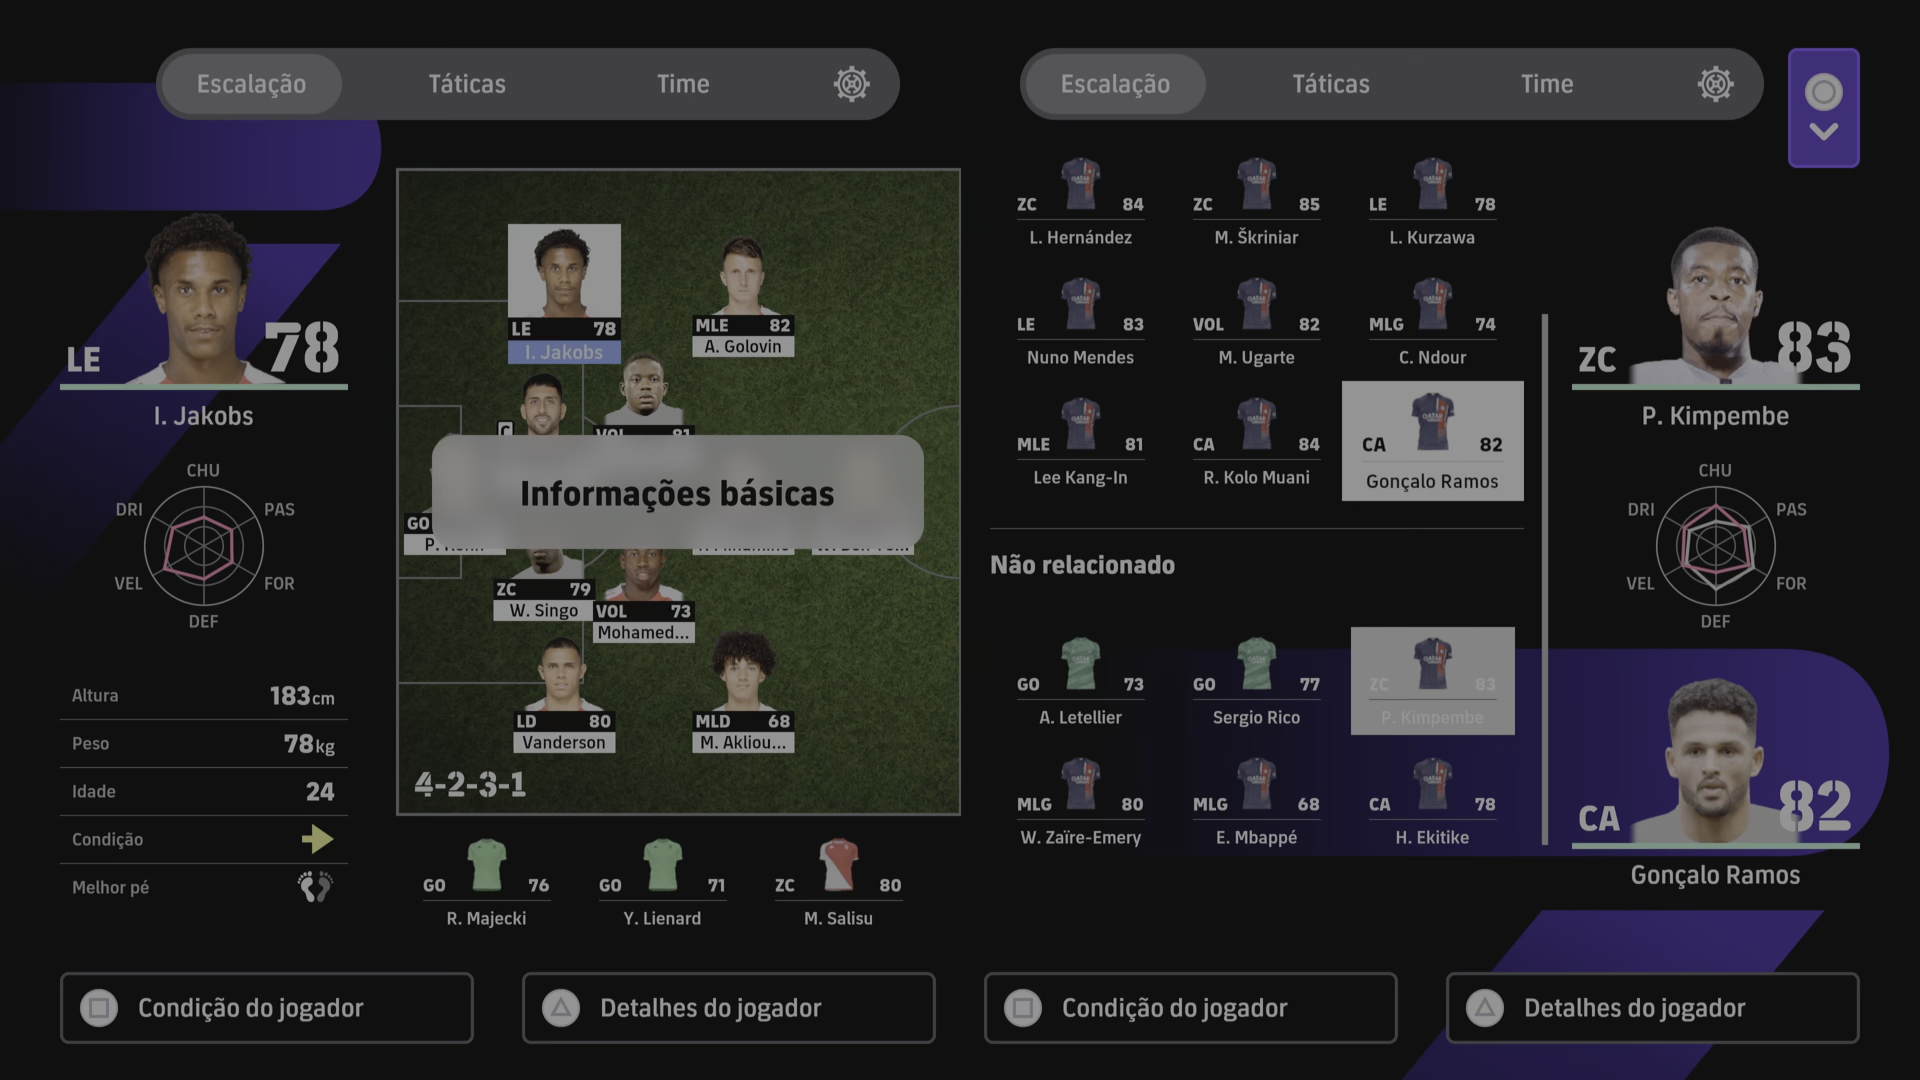 Escalação Táticas Time
Escalação Táticas Time
LE 78
I. Jakobs
CHU
PAS
FOR
DEF
VEL
DRI
Altura 183cm
Peso 78kg
Idade 24
Condição
Melhor pé
LE 78
I. Jakobs
MLE 82
A. Golovin
C
VOL 81
GO
Informações básicas
ZC 79
W. Singo
VOL 73
Mohamed...
LD 80
Vanderson
MLD 68
M. Akliou...
4-2-3-1
GO 76
R. Majecki
GO 71
Y. Lienard
ZC 80
M. Salisu
ZC 84
L. Hernández
ZC 85
M. Škriniar
LE 78
L. Kurzawa
LE 83
Nuno Mendes
VOL 82
M. Ugarte
MLG 74
C. Ndour
MLE 81
Lee Kang-In
CA 84
R. Kolo Muani
CA 82
Gonçalo Ramos
Não relacionado
GO 73
A. Letellier
GO 77
Sergio Rico
ZC 83
P. Kimpembe
MLG 80
W. Zaïre-Emery
MLG 68
E. Mbappé
CA 78
H. Ekitike
ZC 83
P. Kimpembe
CHU
PAS
FOR
DEF
VEL
DRI
CA 82
Gonçalo Ramos
Condição do jogador
Detalhes do jogador
Condição do jogador
Detalhes do jogador